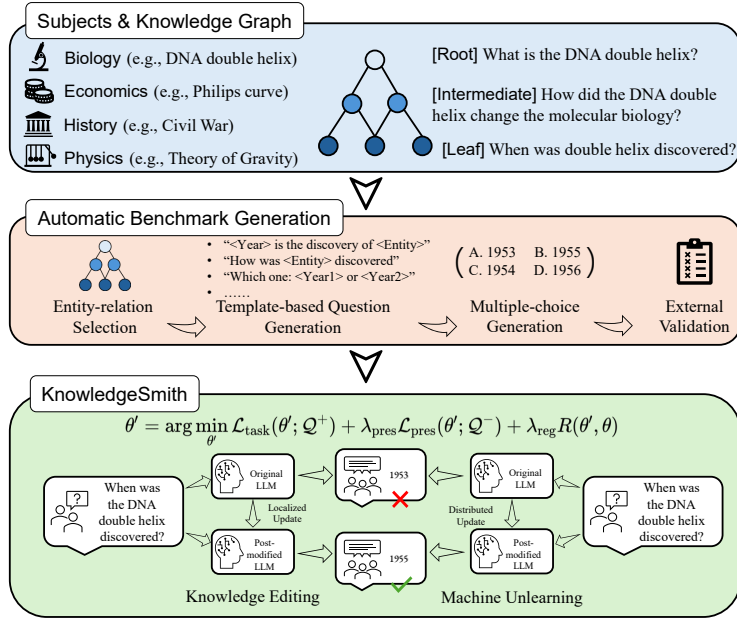 Subjects & Knowledge Graph
Biology (e.g., DNA double helix)
Economics (e.g., Philips curve)
History (e.g., Civil War)
Physics (e.g., Theory of Gravity)
[Root] What is the DNA double helix?
[Intermediate] How did the DNA double
helix change the molecular biology?
[Leaf] When was double helix discovered?
Automatic Benchmark Generation
• “<Year> is the discovery of <Entity>”
• “How was <Entity> discovered”
• “Which one: <Year1> or <Year2>”
• ……
( A. 1953 B. 1955
C. 1954 D. 1956 )
Entity-relation
Selection
Template-based Question
Generation
Multiple-choice
Generation
External
Validation
KnowledgeSmith
θ′ = arg min_{θ′} 𝓛_task(θ′; 𝒬⁺) + λ_pres 𝓛_pres(θ′; 𝒬⁻) + λ_reg R(θ′, θ)
When was
the DNA
double helix
discovered?
?
Original
LLM
Localized
Update
Post-
modified LLM
1953
1955
Original
LLM
Distributed
Update
Post-
modified LLM
?
When was
the DNA
double helix
discovered?
Knowledge Editing
Machine Unlearning